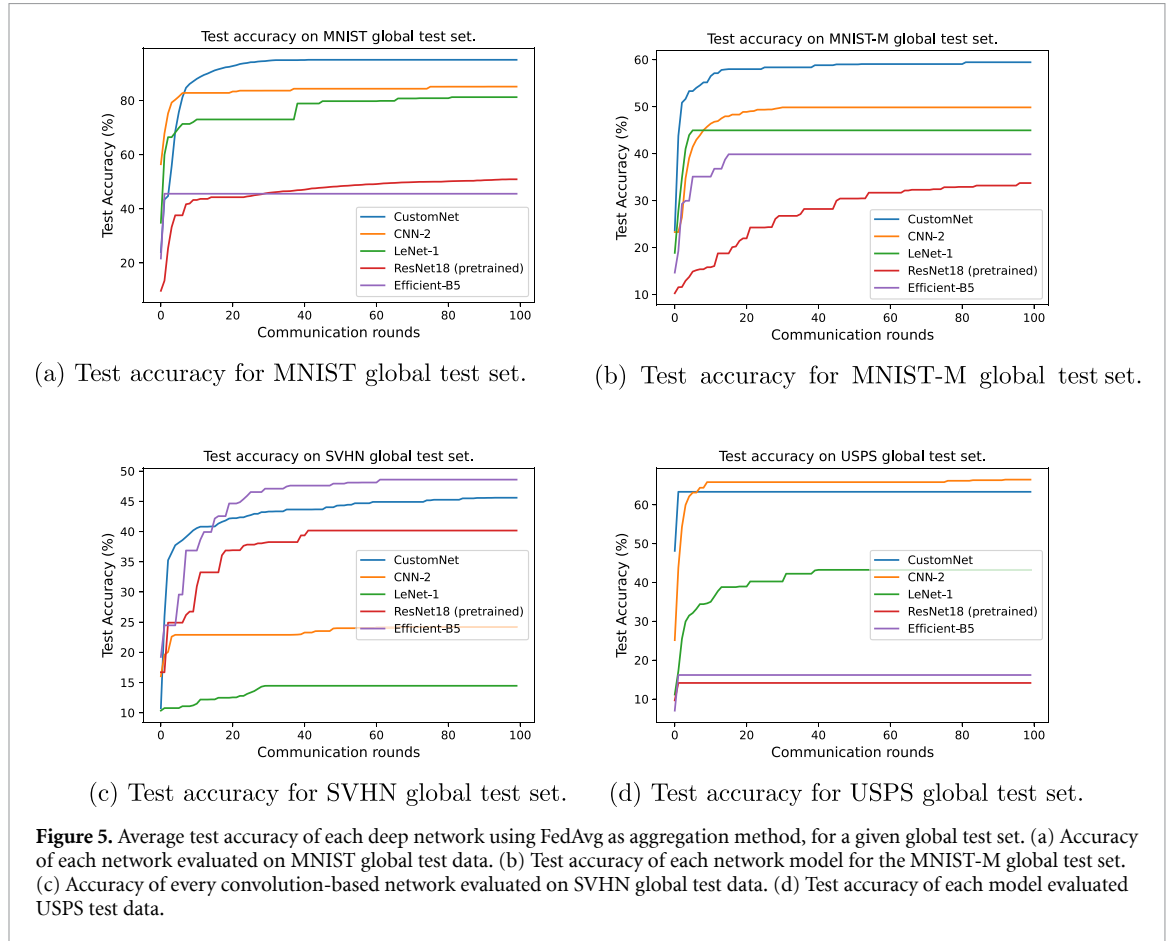 Test accuracy on MNIST global test set.
Test Accuracy (%)
80
60
40
20
0 20 40 60 80 100
Communication rounds
CustomNet
CNN-2
LeNet-1
ResNet18 (pretrained)
Efficient-B5
(a) Test accuracy for MNIST global test set.
Test accuracy on MNIST-M global test set.
Test Accuracy (%)
60
50
40
30
20
10
0 20 40 60 80 100
Communication rounds
CustomNet
CNN-2
LeNet-1
ResNet18 (pretrained)
Efficient-B5
(b) Test accuracy for MNIST-M global test set.
Test accuracy on SVHN global test set.
Test Accuracy (%)
50
45
40
35
30
25
20
15
10
0 20 40 60 80 100
Communication rounds
CustomNet
CNN-2
LeNet-1
ResNet18 (pretrained)
Efficient-B5
(c) Test accuracy for SVHN global test set.
Test accuracy on USPS global test set.
Test Accuracy (%)
60
50
40
30
20
10
0 20 40 60 80 100
Communication rounds
CustomNet
CNN-2
LeNet-1
ResNet18 (pretrained)
Efficient-B5
(d) Test accuracy for USPS global test set.
Figure 5. Average test accuracy of each deep network using FedAvg as aggregation method, for a given global test set. (a) Accuracy
of each network evaluated on MNIST global test data. (b) Test accuracy of each network model for the MNIST-M global test set.
(c) Accuracy of every convolution-based network evaluated on SVHN global test data. (d) Test accuracy of each model evaluated
USPS test data.